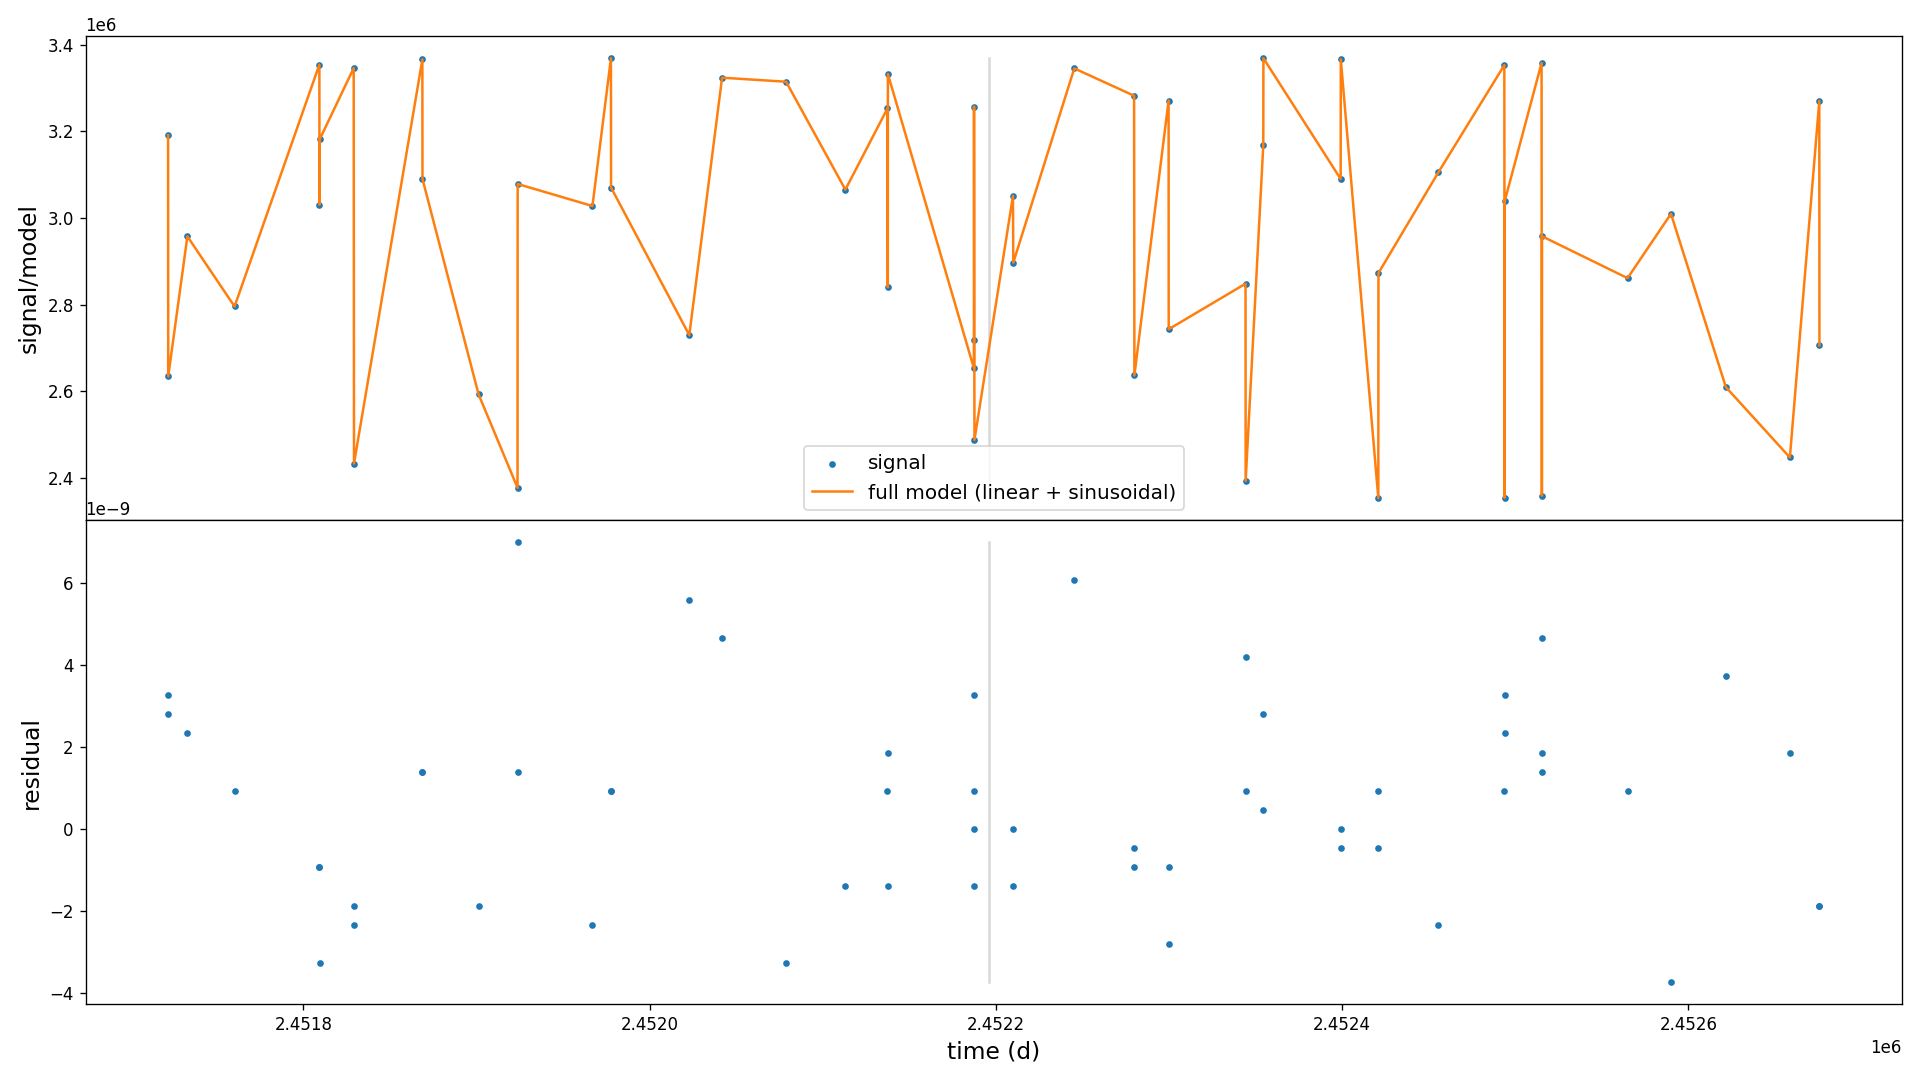 1e6
3.4
3.2
3.0
2.8
2.6
2.4
signal/model
signal
full model (linear + sinusoidal)
1e−9
6
4
2
0
−2
−4
residual
2.4518
2.4520
2.4522
2.4524
2.4526
1e6
time (d)